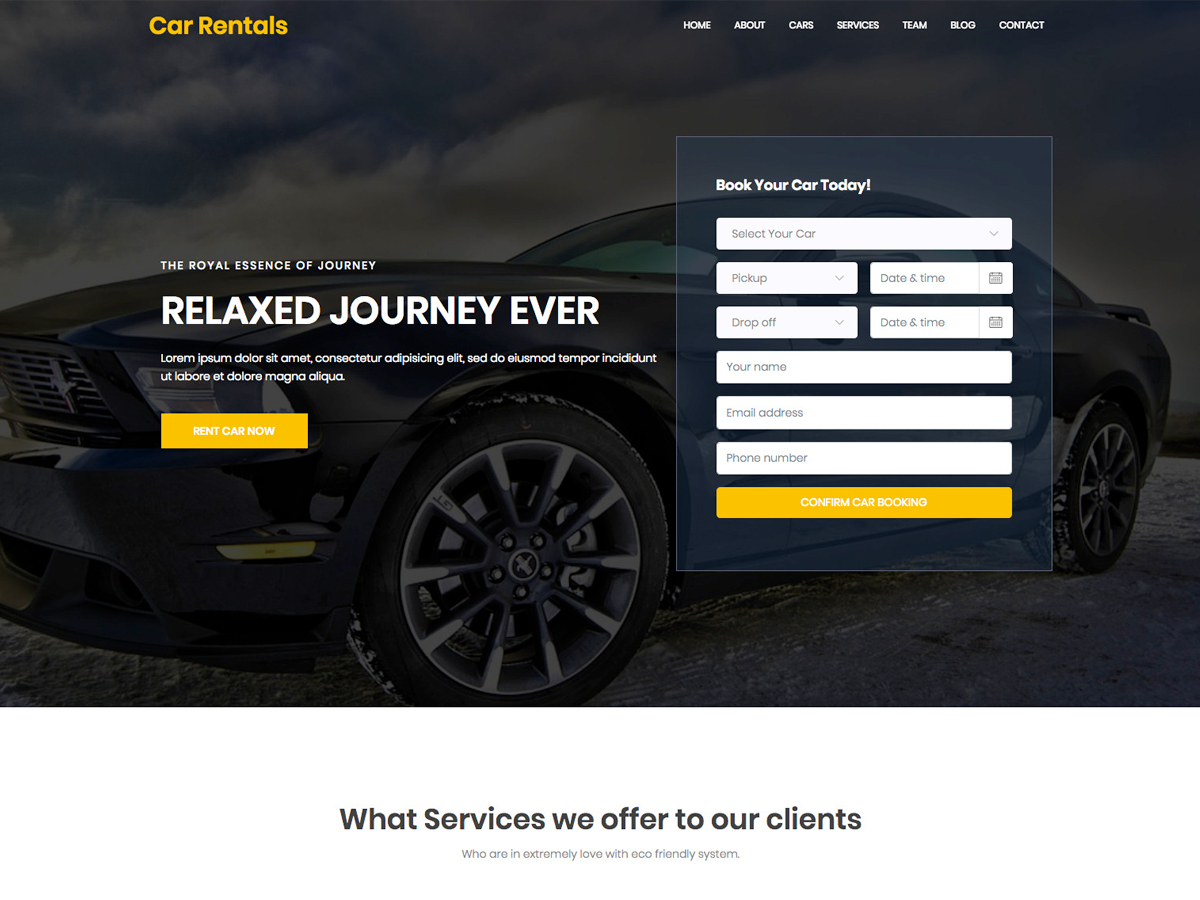 Car Rentals
HOME ABOUT CARS SERVICES TEAM BLOG CONTACT
THE ROYAL ESSENCE OF JOURNEY
RELAXED JOURNEY EVER
Lorem ipsum dolor sit amet, consectetur adipisicing elit, sed do eiusmod tempor incididunt
ut labore et dolore magna aliqua.
RENT CAR NOW
Book Your Car Today!
Select Your Car
Pickup Date & time
Drop off Date & time
Your name
Email address
Phone number
CONFIRM CAR BOOKING
What Services we offer to our clients
Who are in extremely love with eco friendly system.